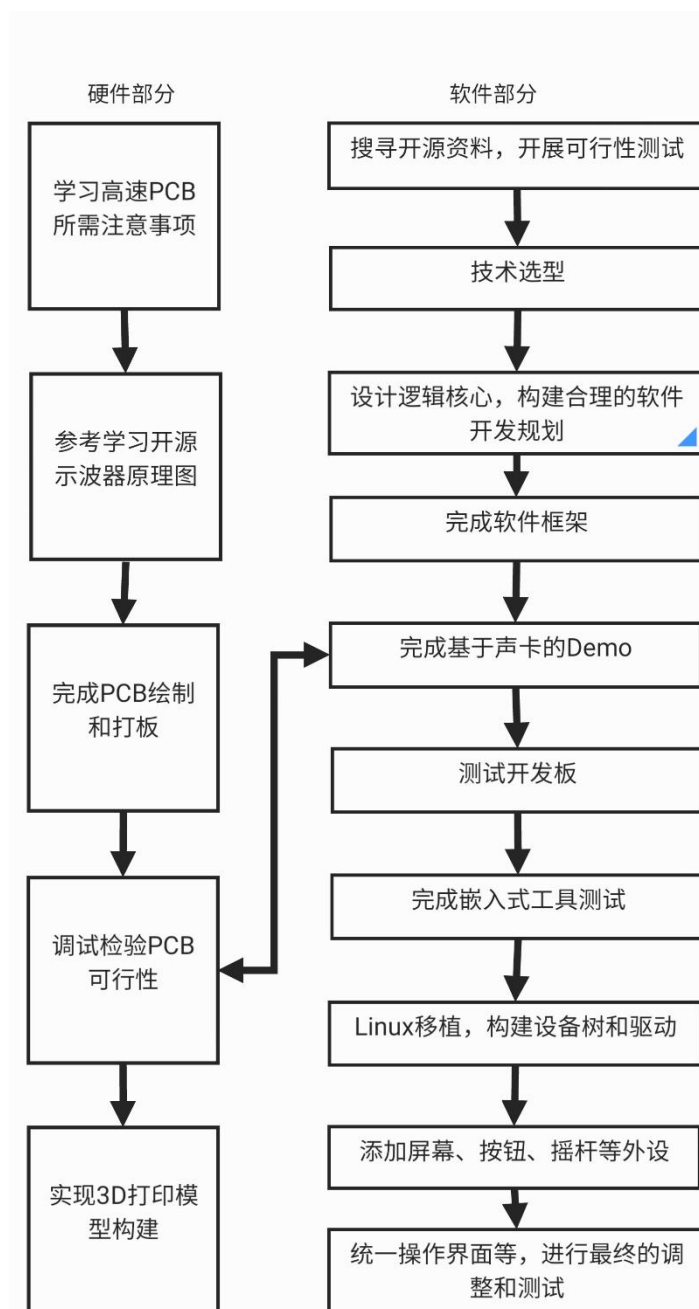 硬件部分
学习高速PCB
所需注意事项
参考学习开源
示波器原理图
完成PCB绘制
和打板
调试检验PCB
可行性
实现3D打印模
型构建
软件部分
搜寻开源资料，开展可行性测试
技术选型
设计逻辑核心，构建合理的软件
开发规划
完成软件框架
完成基于声卡的Demo
测试开发板
完成嵌入式工具测试
Linux移植，构建设备树和驱动
添加屏幕、按钮、摇杆等外设
统一操作界面等，进行最终的调
整和测试